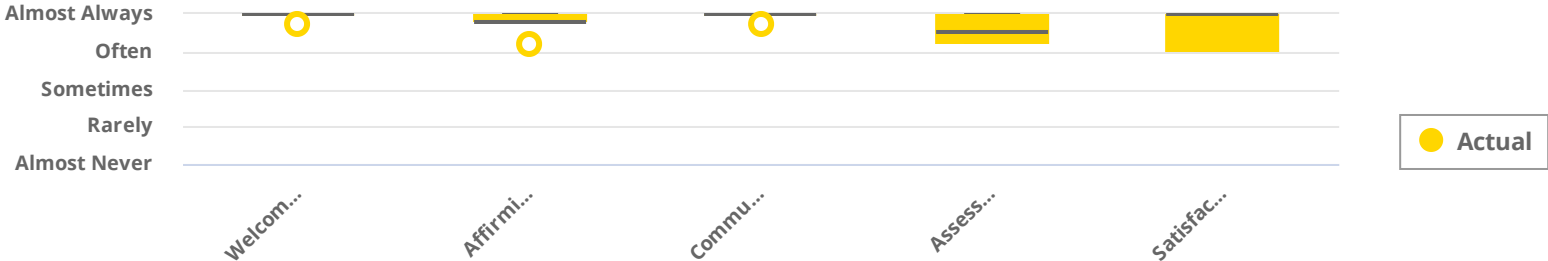 Almost Always
Often
Sometimes
Rarely
Almost Never
Actual
Welcom...
Affirmi...
Commu...
Assess...
Satisfac...